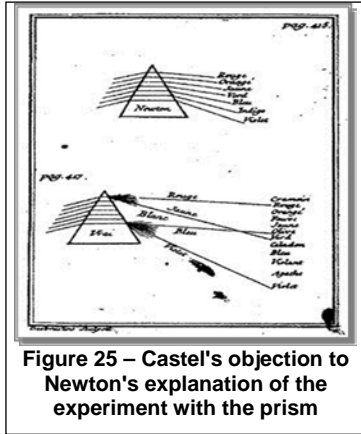 pag. 418.
Rouge
Orangé
Jaune
Verd
Bleu
Indigo
Violet
Newton
pag. 417.
Rouge
Jaune
Blanc
Bleu
Violet
Cramoisi
Rouge
Orangé
Fauve
Jaune
Olive
Verd
Celadon
Bleu
Violant
Agathe
Violet
Vrai
Figure 25 – Castel's objection to
Newton's explanation of the
experiment with the prism